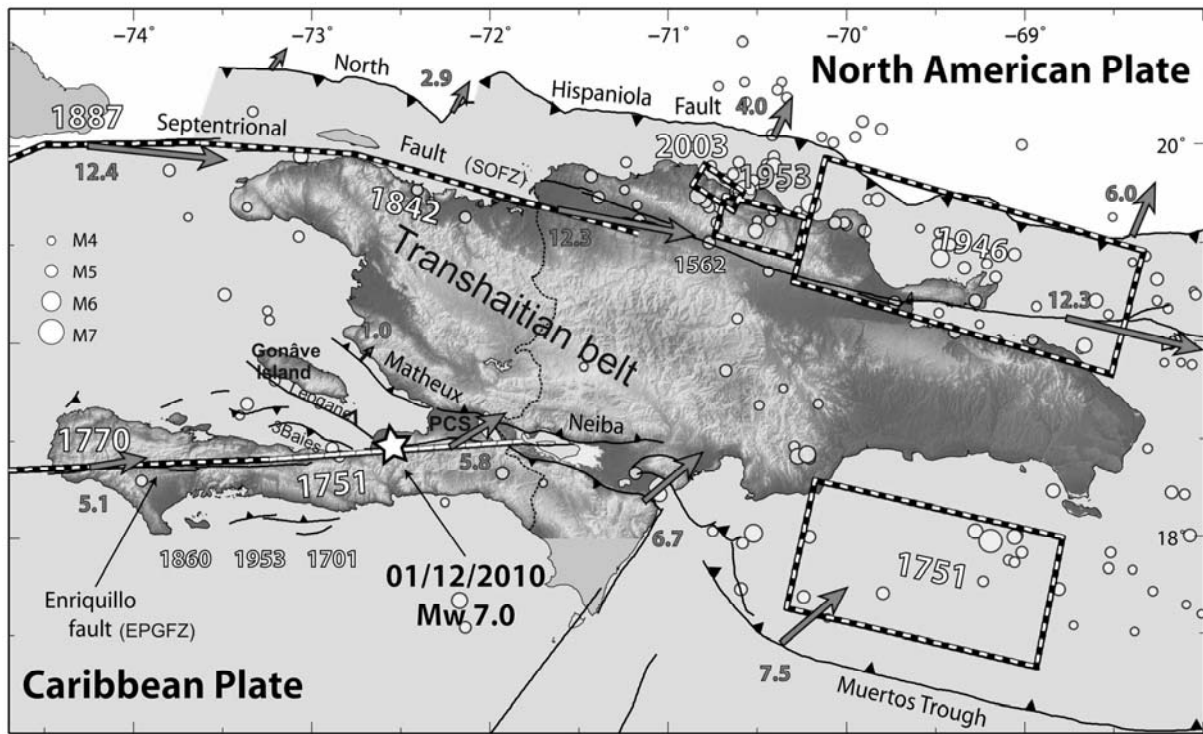 −74
−73
−72
−71
−70
−69
North American Plate
North
2.9
Hispaniola
Fault
4.0
1887
Septentrional
Fault (SOFZ)
2003
20°
12.4
1953
6.0
1842
12.3
1562
1946
M4
M5
M6
M7
Transhaitian belt
12.3
1.0
Gonâve
Island
Matheux
Leogane
PCS
Neiba
3Baies
1770
5.8
1751
5.1
6.7
18°
1860
1953
1701
01/12/2010
Mw 7.0
1751
Enriquillo
fault (EPGFZ)
Caribbean Plate
7.5
Muertos Trough